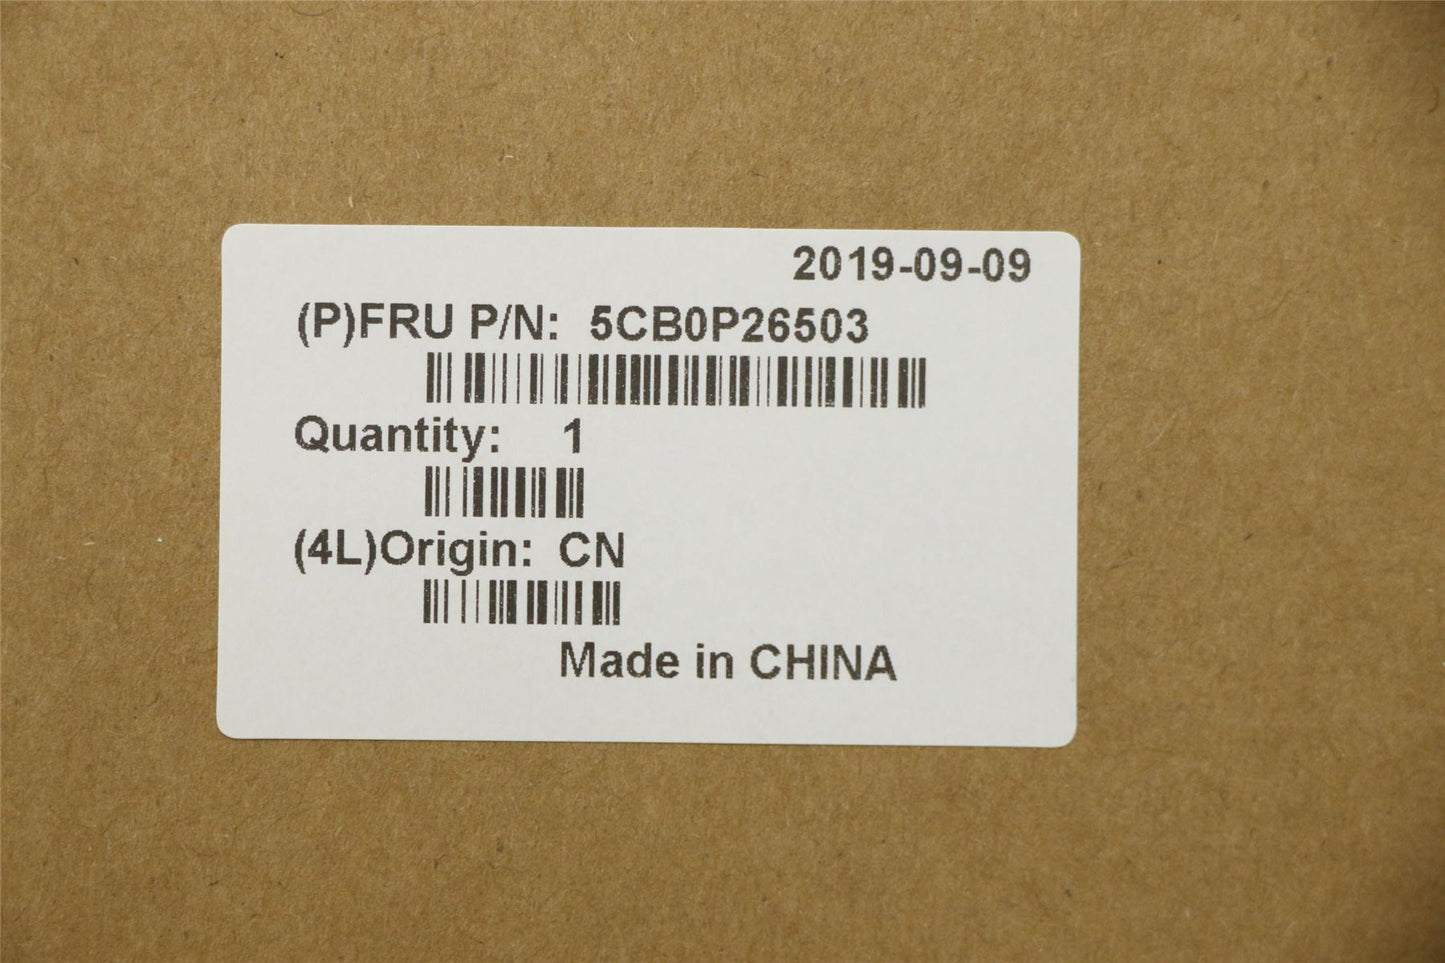 2019-09-09
(P)FRU P/N: 5CB0P26503
Quantity: 1
(4L)Origin: CN
Made in CHINA